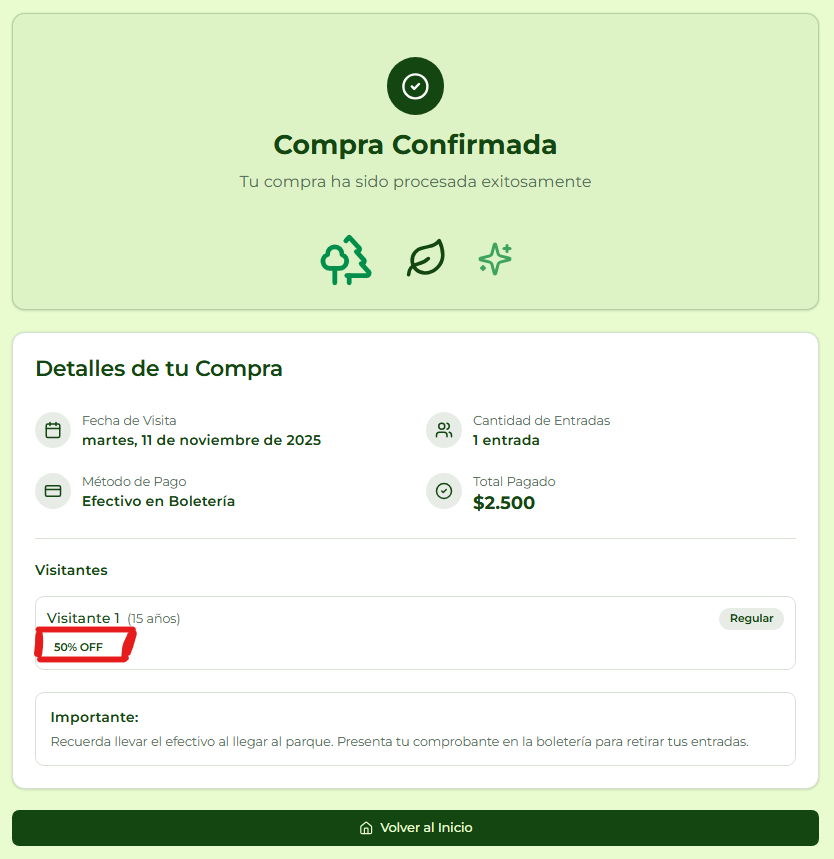 Compra Confirmada
Tu compra ha sido procesada exitosamente
Detalles de tu Compra
Fecha de Visita
martes, 11 de noviembre de 2025
Cantidad de Entradas
1 entrada
Método de Pago
Efectivo en Boletería
Total Pagado
$2.500
Visitantes
Visitante 1 (15 años)
Regular
50% OFF
Importante:
Recuerda llevar el efectivo al llegar al parque. Presenta tu comprobante en la boletería para retirar tus entradas.
Volver al Inicio